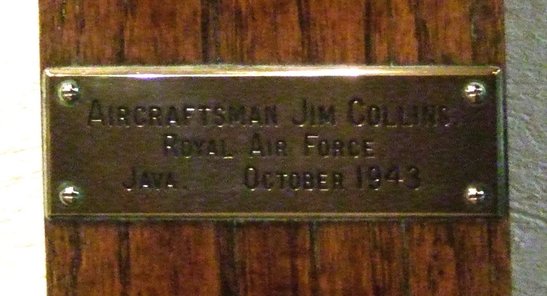 AIRCRAFTSMAN JIM COLLINS.
ROYAL AIR FORCE
JAVA. OCTOBER 1943